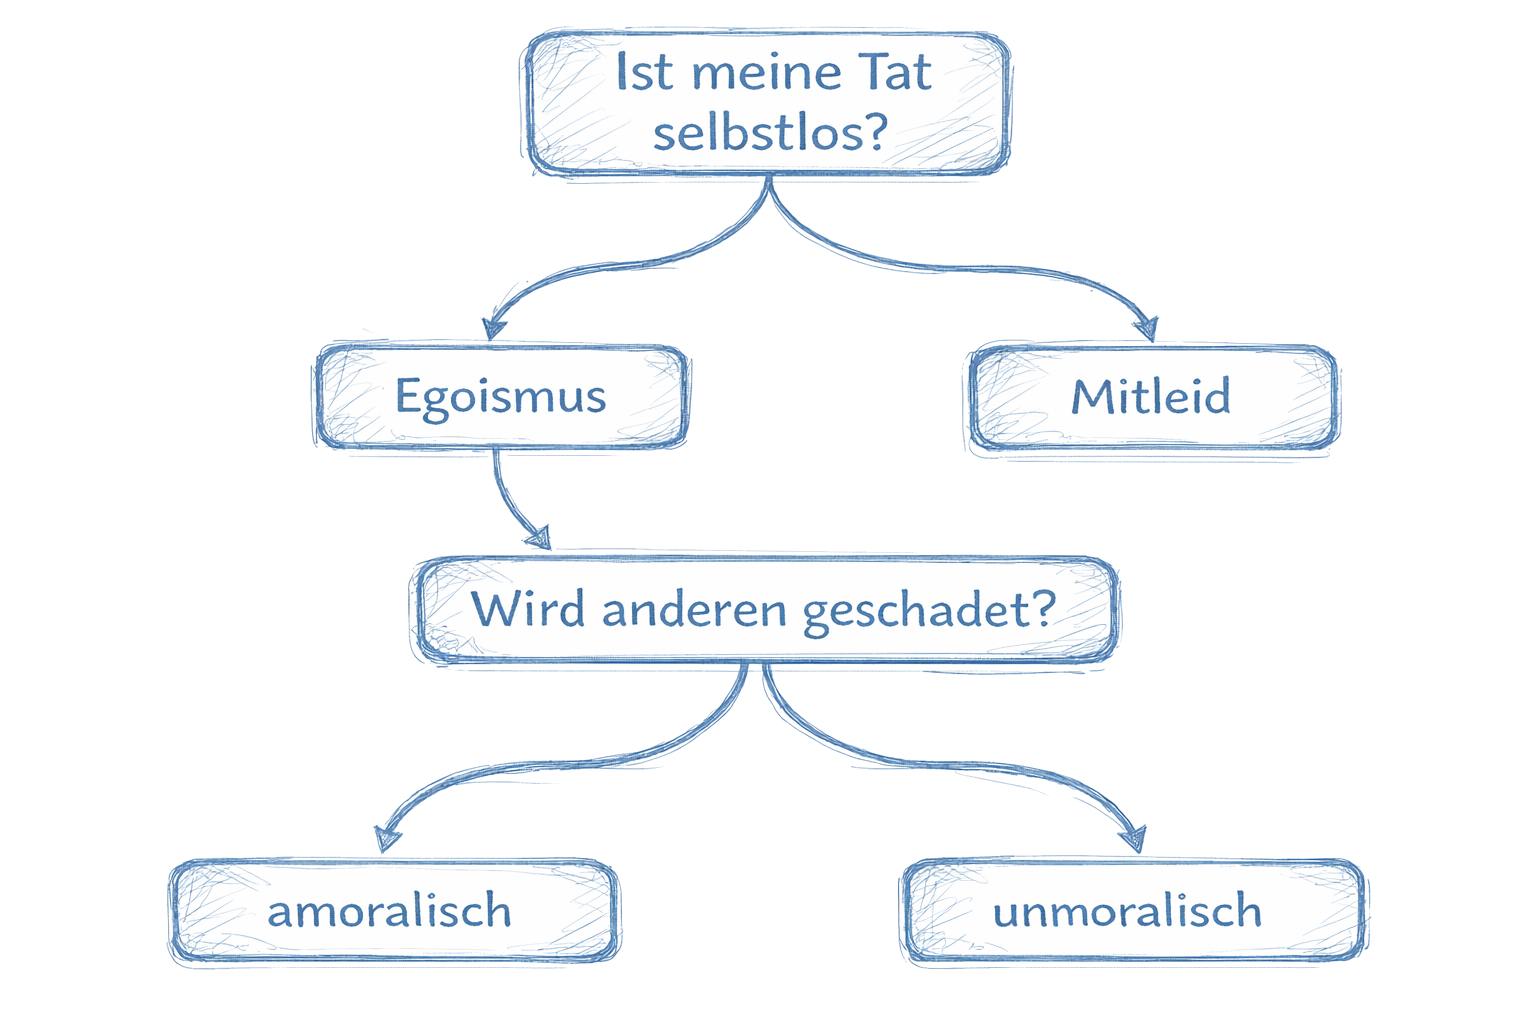 Ist meine Tat
selbstlos?
Egoismus
Mitleid
Wird anderen geschadet?
amoralisch
unmoralisch